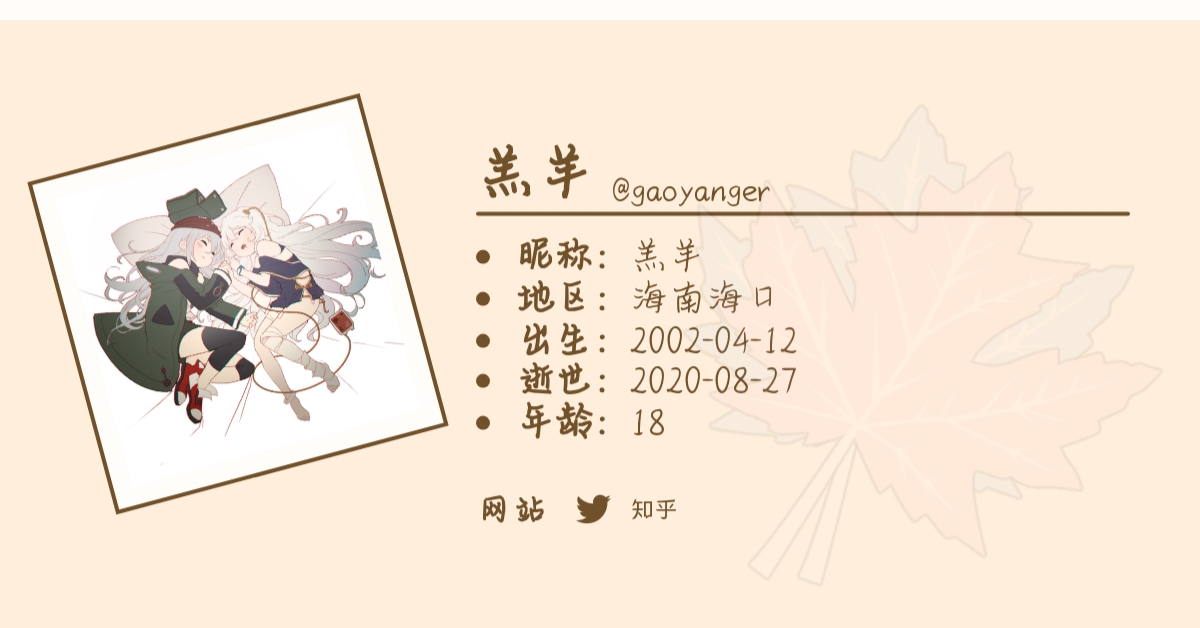 羔羊 @gaoyanger
昵称：羔羊
地区：海南海口
出生：2002-04-12
逝世：2020-08-27
年龄：18
网站 知乎